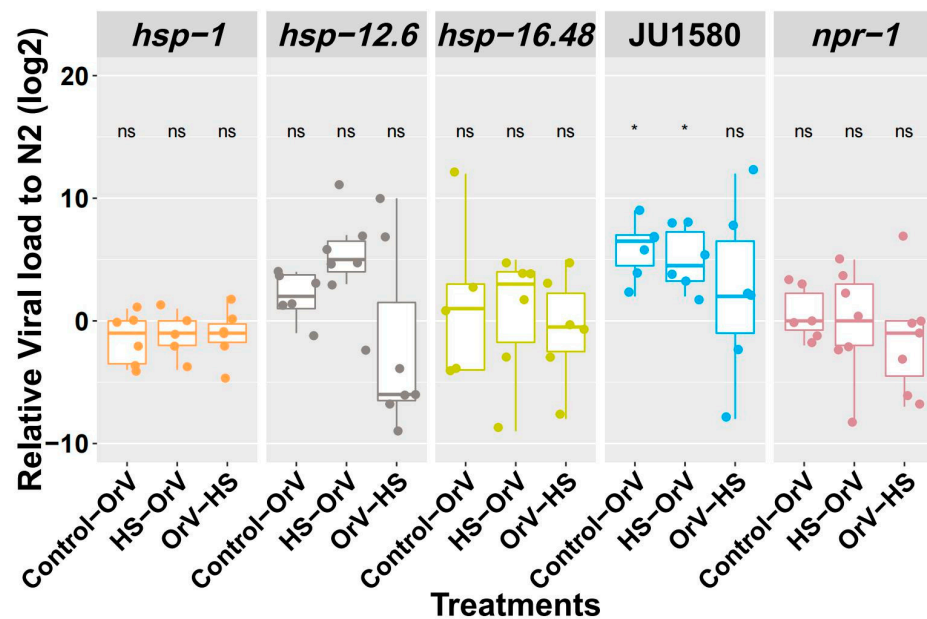 hsp−1 hsp−12.6 hsp−16.48 JU1580 npr−1
Relative Viral load to N2 (log2)
20
10
0
−10
ns ns ns ns ns ns ns ns ns * * ns ns ns ns
Control−OrV HS−OrV OrV−HS Control−OrV HS−OrV OrV−HS Control−OrV HS−OrV OrV−HS Control−OrV HS−OrV OrV−HS Control−OrV HS−OrV OrV−HS
Treatments